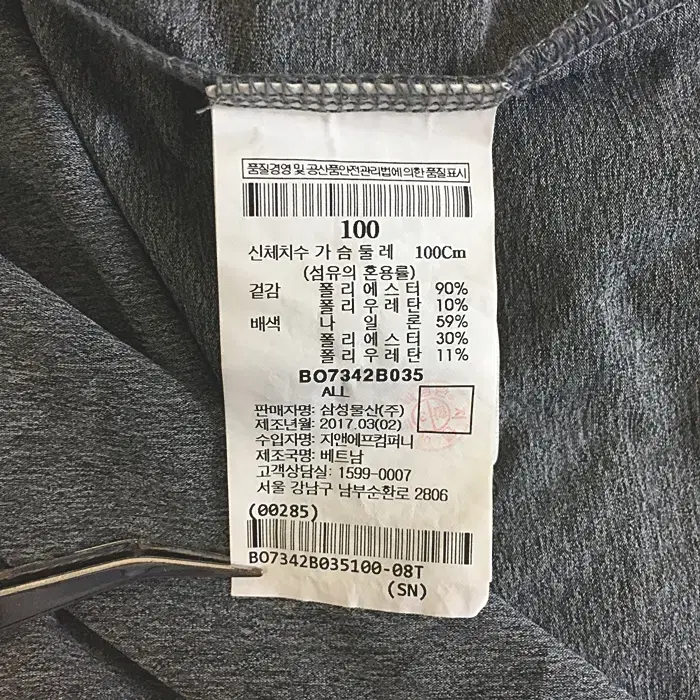 품질경영 및 공산품안전관리법에의한 품질표시
100
신체치수 가 슴 둘 레 100Cm
(섬유의 혼용률)
겉감 폴 리 에 스 터 90%
폴 리 우 레 탄 10%
배색 나 일 론 59%
폴 리 에 스 터 30%
폴 리 우 레 탄 11%
BO7342B035
ALL
판매자명: 삼성물산(주)
제조년월: 2017.03(02)
수입자명: 지앤에프컴퍼니
제조국명: 베트남
고객상담실: 1599-0007
서울 강남구 남부순환로 2806
(00285)
BO7342B035100-08T
(SN)